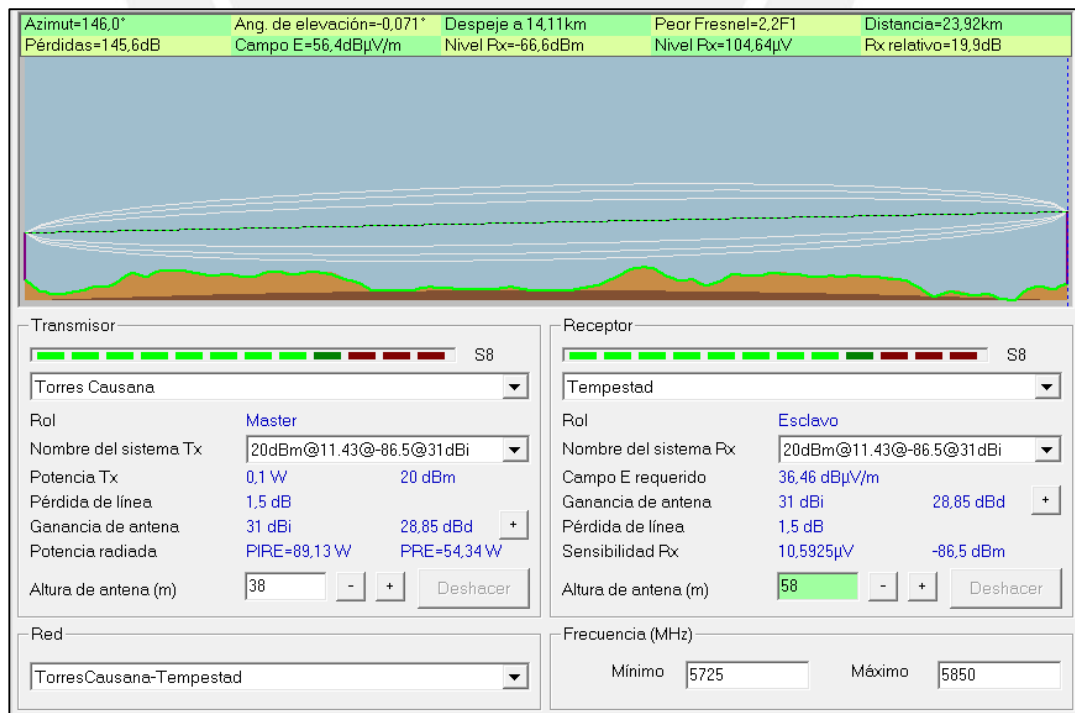 Azimut=146,0° Ang. de elevación=-0,071° Despeje a 14,11km Peor Fresnel=2,2F1 Distancia=23,92km
Pérdidas=145,6dB Campo E=56,4dBµV/m Nivel Rx=-66,6dBm Nivel Rx=104,64µV Rx relativo=19,9dB
Transmisor
S8
Torres Causana
Rol Master
Nombre del sistema Tx 20dBm@11.43@-86.5@31dBi
Potencia Tx 0,1 W 20 dBm
Pérdida de línea 1,5 dB
Ganancia de antena 31 dBi 28,85 dBd +
Potencia radiada PIRE=89,13 W PRE=54,34 W
Altura de antena (m) 38 - + Deshacer
Receptor
S8
Tempestad
Rol Esclavo
Nombre del sistema Rx 20dBm@11.43@-86.5@31dBi
Campo E requerido 36,46 dBµV/m
Ganancia de antena 31 dBi 28,85 dBd +
Pérdida de línea 1,5 dB
Sensibilidad Rx 10,5925µV -86,5 dBm
Altura de antena (m) 58 - + Deshacer
Red
TorresCausana-Tempestad
Frecuencia (MHz)
Mínimo 5725 Máximo 5850